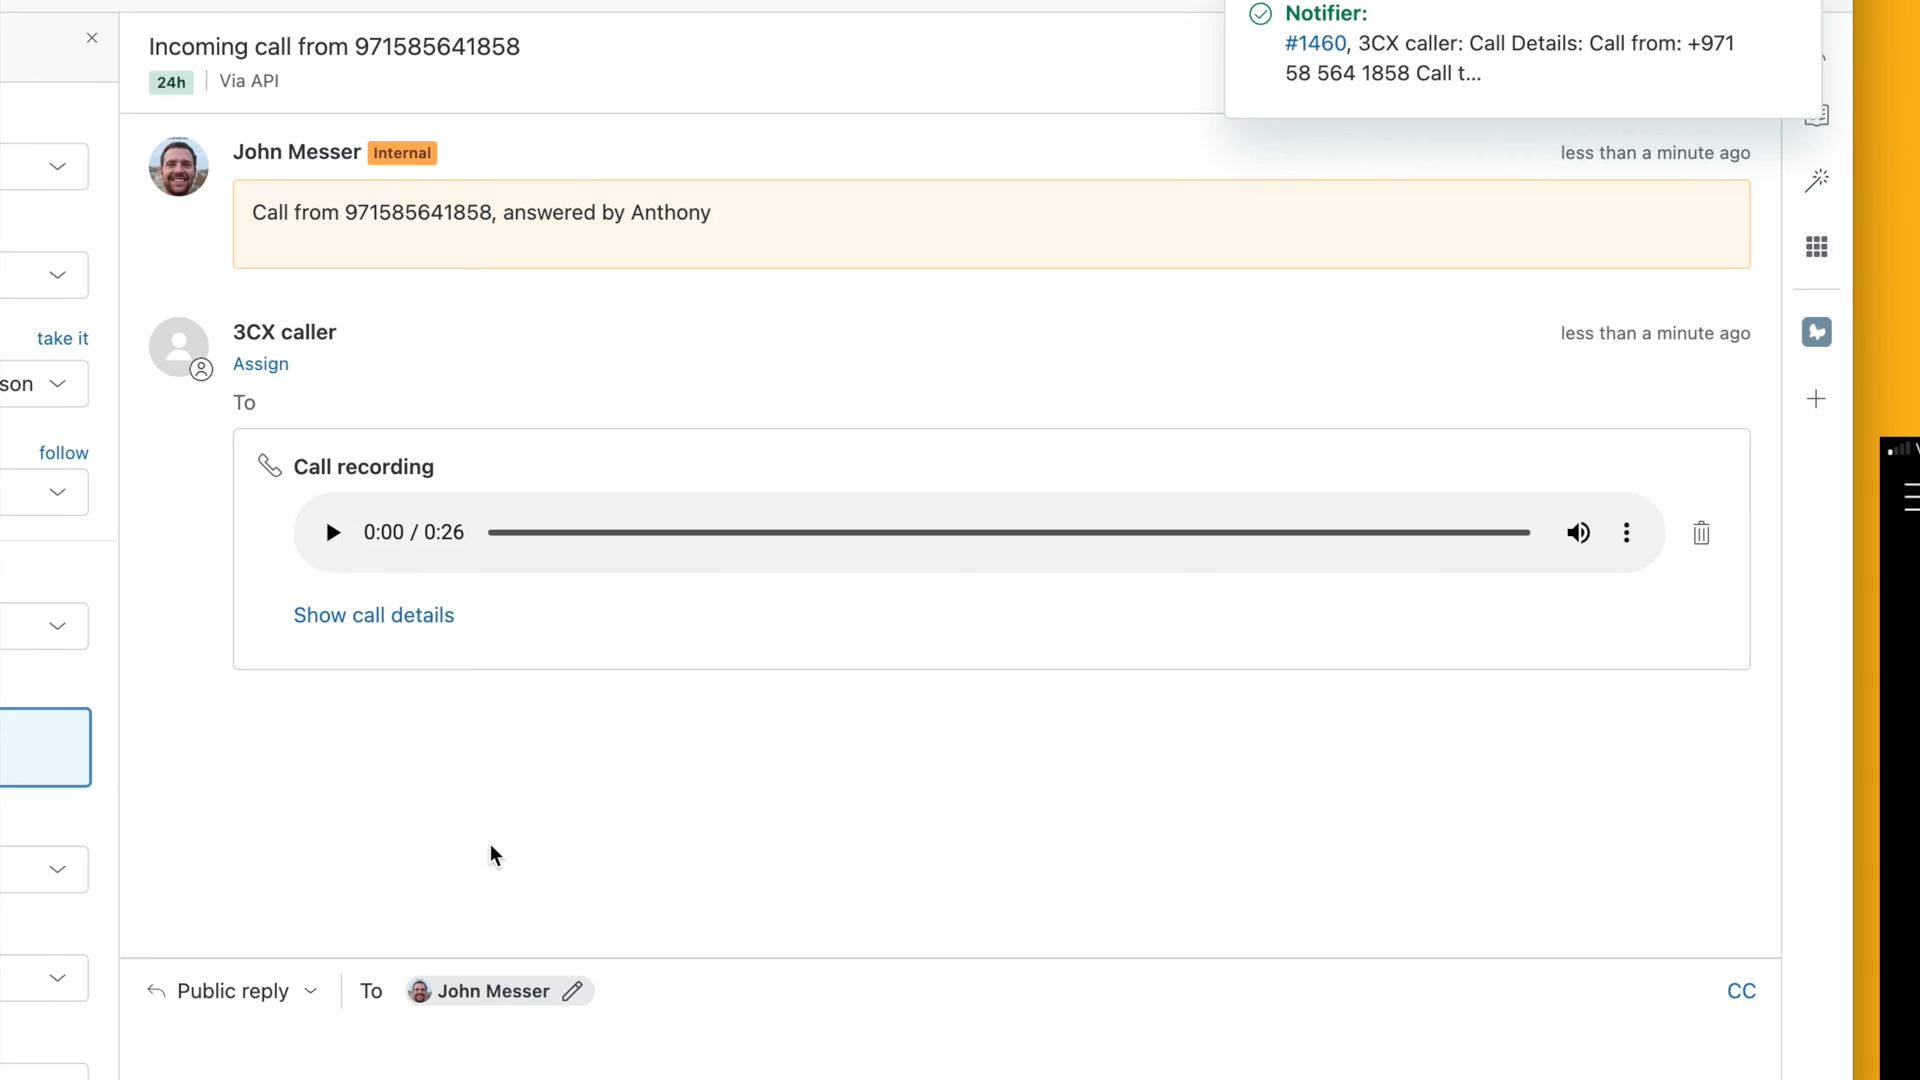 Notifier:
#1460, 3CX caller: Call Details: Call from: +971
58 564 1858 Call t...
Incoming call from 971585641858
24h
Via API
John Messer Internal
less than a minute ago
Call from 971585641858, answered by Anthony
3CX caller
less than a minute ago
Assign
To
take it
son
follow
Call recording
0:00 / 0:26
Show call details
Public reply
To
John Messer
CC